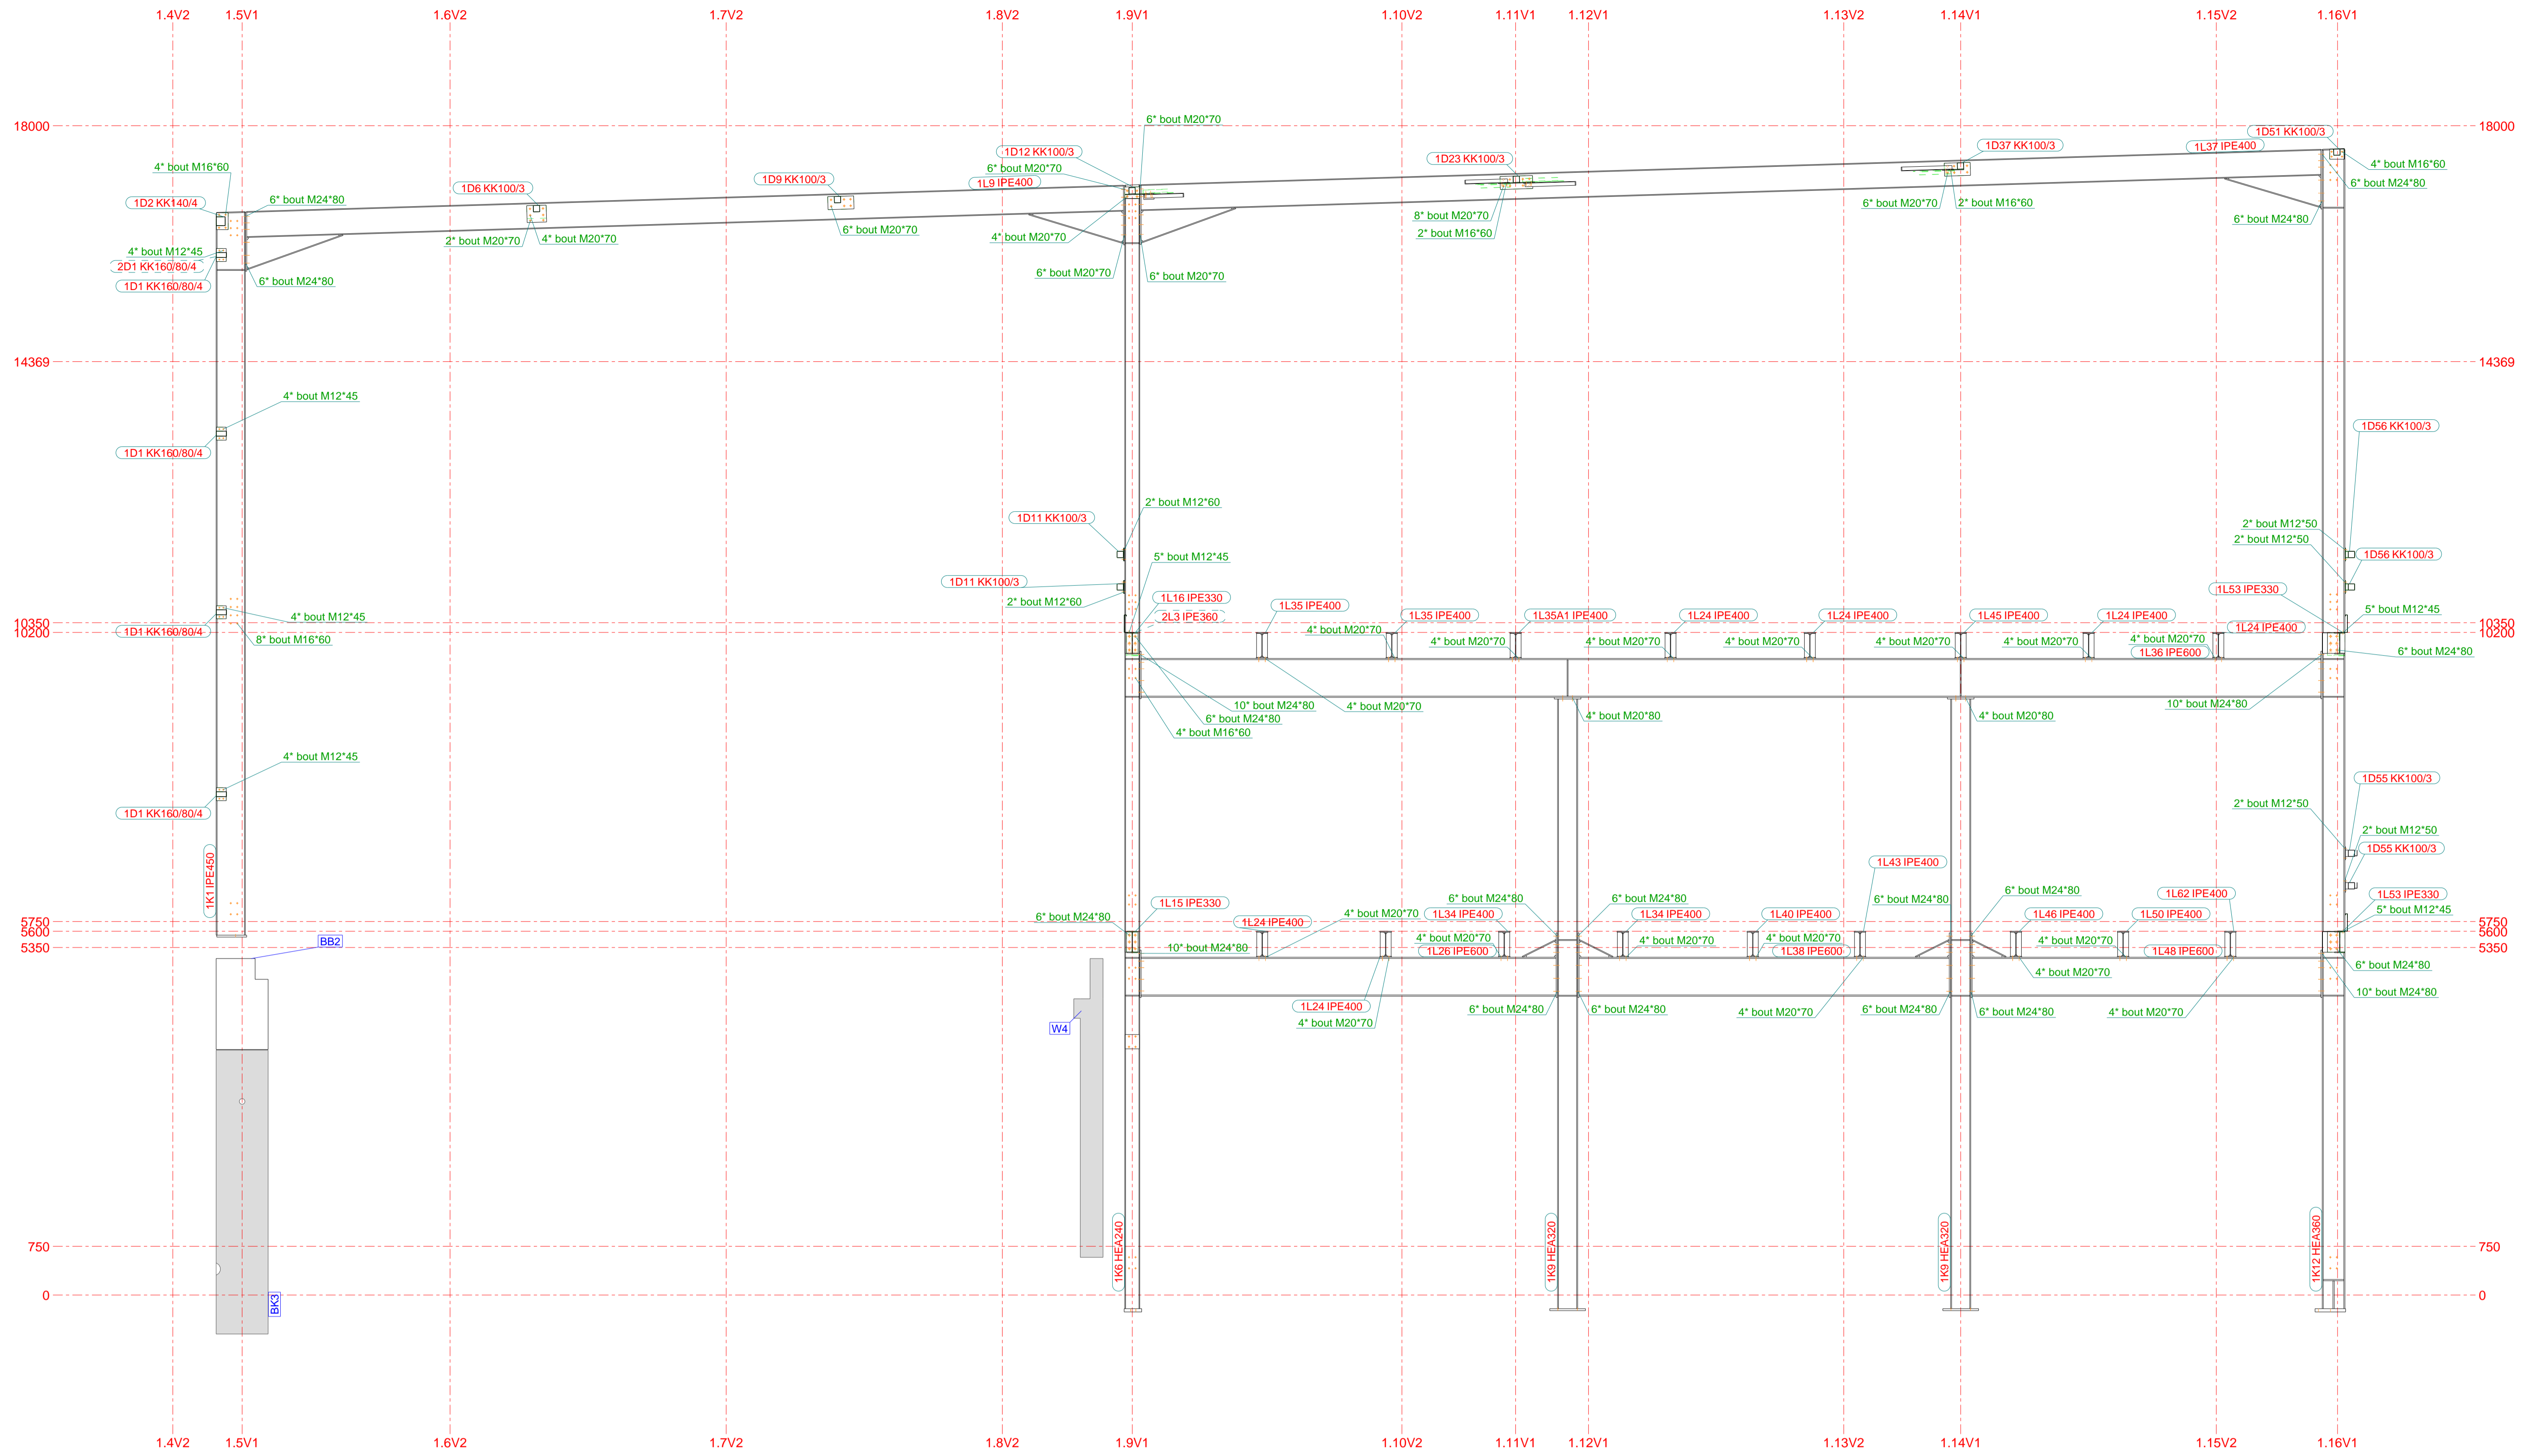 1.4V2 1.5V1 1.6V2 1.7V2 1.8V2 1.9V1 1.10V2 1.11V1 1.12V1 1.13V2 1.14V1 1.15V2 1.16V1
6* bout M20*70
18000 18000
1D51 KK100/3
1L37 IPE400
1D37 KK100/3
1D12 KK100/3
1D23 KK100/3
4* bout M16*60
4* bout M16*60
6* bout M20*70
1D9 KK100/3
1L9 IPE400
6* bout M24*80
1D6 KK100/3
6* bout M24*80
1D2 KK140/4
6* bout M20*70
2* bout M16*60
8* bout M20*70
6* bout M24*80
6* bout M20*70
2* bout M16*60
2* bout M20*70
4* bout M20*70
4* bout M20*70
4* bout M12*45
2D1 KK160/80/4
6* bout M20*70
6* bout M20*70
6* bout M24*80
1D1 KK160/80/4
14369 14369
4* bout M12*45
1D56 KK100/3
1D1 KK160/80/4
2* bout M12*60
1D11 KK100/3
2* bout M12*50
2* bout M12*50
5* bout M12*45
1D56 KK100/3
1D11 KK100/3
1L53 IPE330
2* bout M12*60
1L16 IPE330
1L35 IPE400
5* bout M12*45
4* bout M12*45
2L3 IPE360
1L35 IPE400
1L35A1 IPE400
1L24 IPE400
1L24 IPE400
1L45 IPE400
1L24 IPE400
10350 10350
1L24 IPE400
4* bout M20*70
10200 10200
1D1 KK160/80/4
8* bout M16*60
4* bout M20*70
4* bout M20*70
4* bout M20*70
4* bout M20*70
4* bout M20*70
4* bout M20*70
1L36 IPE600
6* bout M24*80
10* bout M24*80
4* bout M20*70
10* bout M24*80
6* bout M24*80
4* bout M20*80
4* bout M20*80
4* bout M16*60
4* bout M12*45
1D55 KK100/3
2* bout M12*50
1D1 KK160/80/4
2* bout M12*50
1D55 KK100/3
1L43 IPE400
1K1 IPE450
6* bout M24*80
6* bout M24*80
6* bout M24*80
6* bout M24*80
1L62 IPE400
1L53 IPE330
1L15 IPE330
5* bout M12*45
6* bout M24*80
4* bout M20*70
1L34 IPE400
1L34 IPE400
1L40 IPE400
1L46 IPE400
1L50 IPE400
5750 5750
1L24 IPE400
5600 5600
4* bout M20*70
4* bout M20*70
4* bout M20*70
4* bout M20*70
BB2
5350 5350
10* bout M24*80
1L26 IPE600
1L38 IPE600
1L48 IPE600
6* bout M24*80
4* bout M20*70
10* bout M24*80
1L24 IPE400
6* bout M24*80
6* bout M24*80
6* bout M24*80
6* bout M24*80
4* bout M20*70
4* bout M20*70
4* bout M20*70
W4
1K6 HEA240
1K9 HEA320
1K9 HEA320
1K12 HEA360
750 750
0 0
BK3
1.4V2 1.5V1 1.6V2 1.7V2 1.8V2 1.9V1 1.10V2 1.11V1 1.12V1 1.13V2 1.14V1 1.15V2 1.16V1